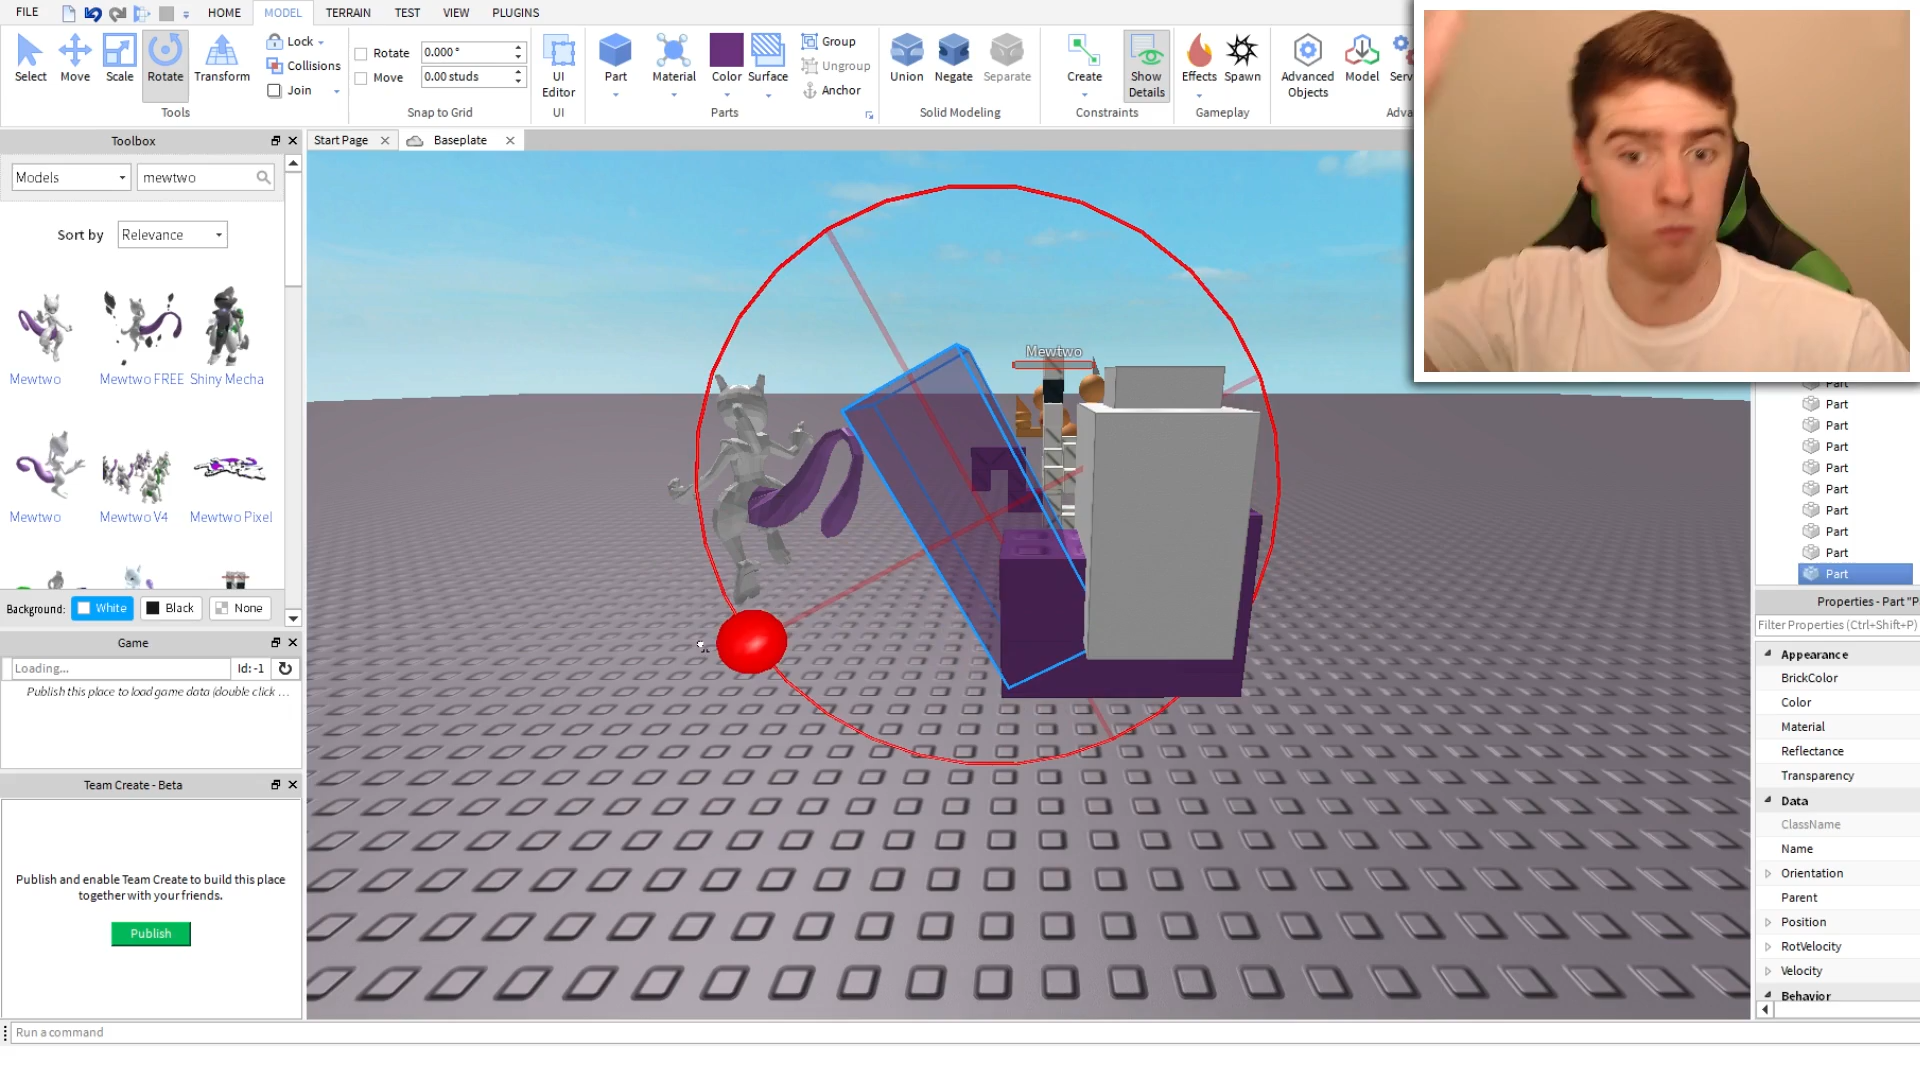 FILE
HOME
MODEL
TERRAIN
TEST
VIEW
PLUGINS
Select
Move
Scale
Rotate
Transform
Lock
Collisions
Join
Tools
Rotate
0.000 °
Move
0.00 studs
Snap to Grid
UI
Editor
UI
Part
Material
Color
Surface
Group
Ungroup
Anchor
Parts
Union
Negate
Separate
Solid Modeling
Create
Show
Details
Constraints
Effects
Spawn
Gameplay
Advanced
Objects
Model
Serv
Adva
Toolbox
Start Page
Baseplate
Models
mewtwo
Sort by
Relevance
Mewtwo
Mewtwo FREE
Shiny Mecha
Mewtwo
Mewtwo V4
Mewtwo Pixel
Background:
White
Black
None
Game
Loading...
Id: -1
Publish this place to load game data (double click ...
Team Create - Beta
Publish and enable Team Create to build this place
together with your friends.
Publish
Run a command
Mewtwo
Part
Part
Part
Part
Part
Part
Part
Part
Part
Part
Properties - Part "P
Filter Properties (Ctrl+Shift+P)
Appearance
BrickColor
Color
Material
Reflectance
Transparency
Data
ClassName
Name
Orientation
Parent
Position
RotVelocity
Velocity
Behavior